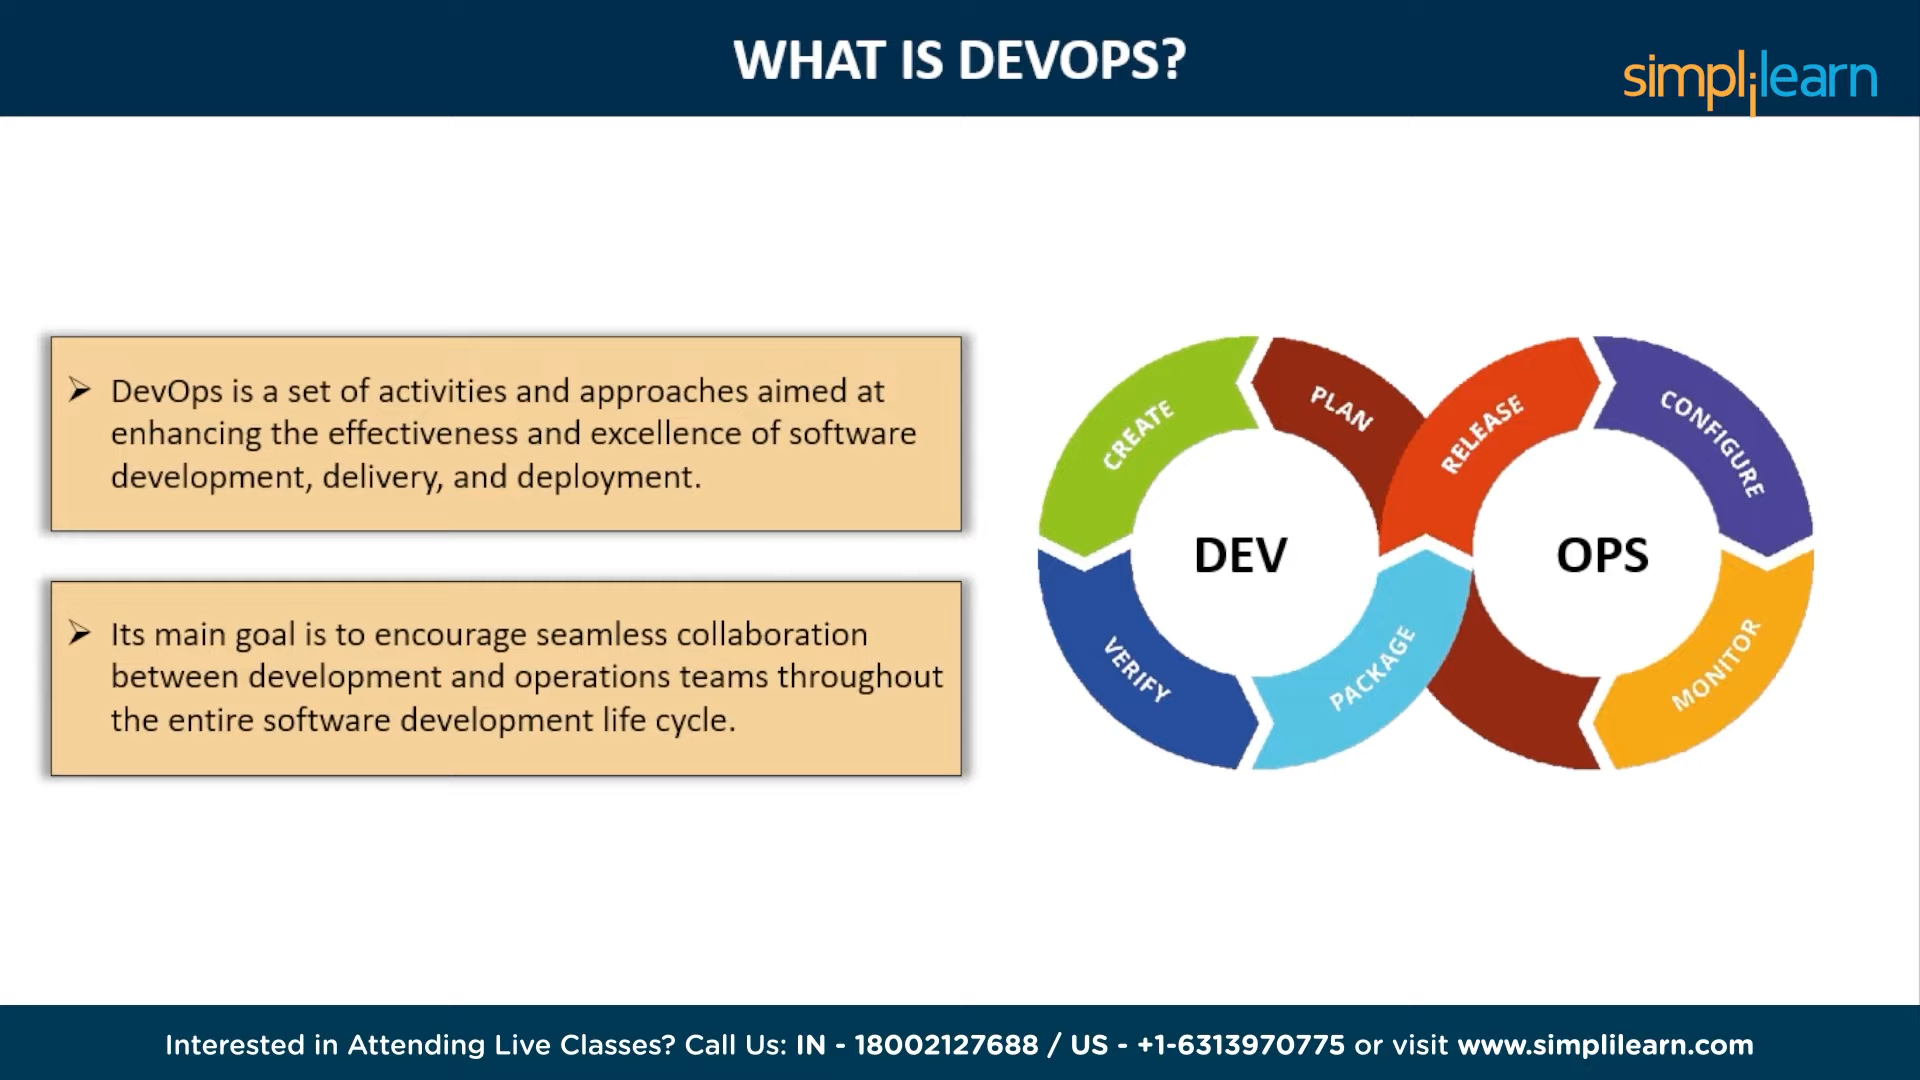 WHAT IS DEVOPS?
simplilearn
➢ DevOps is a set of activities and approaches aimed at
enhancing the effectiveness and excellence of software
development, delivery, and deployment.
➢ Its main goal is to encourage seamless collaboration
between development and operations teams throughout
the entire software development life cycle.
CREATE
PLAN
RELEASE
CONFIGURE
DEV
OPS
VERIFY
PACKAGE
MONITOR
Interested in Attending Live Classes? Call Us: IN - 18002127688 / US - +1-6313970775 or visit www.simplilearn.com